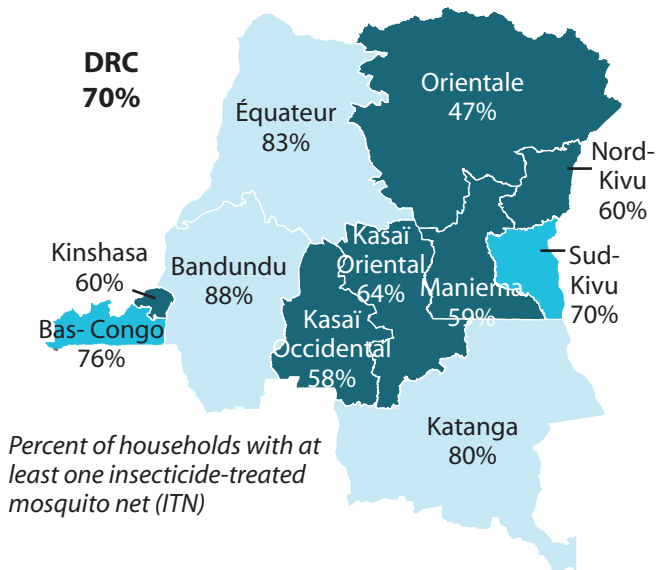 DRC
70%
Orientale
47%
Équateur
83%
Nord-
Kivu
60%
Kinshasa
60%
Bandundu
88%
Kasaï
Oriental
64%
Maniema
59%
Sud-
Kivu
70%
Bas- Congo
76%
Kasaï
Occidental
58%
Katanga
80%
Percent of households with at
least one insecticide-treated
mosquito net (ITN)